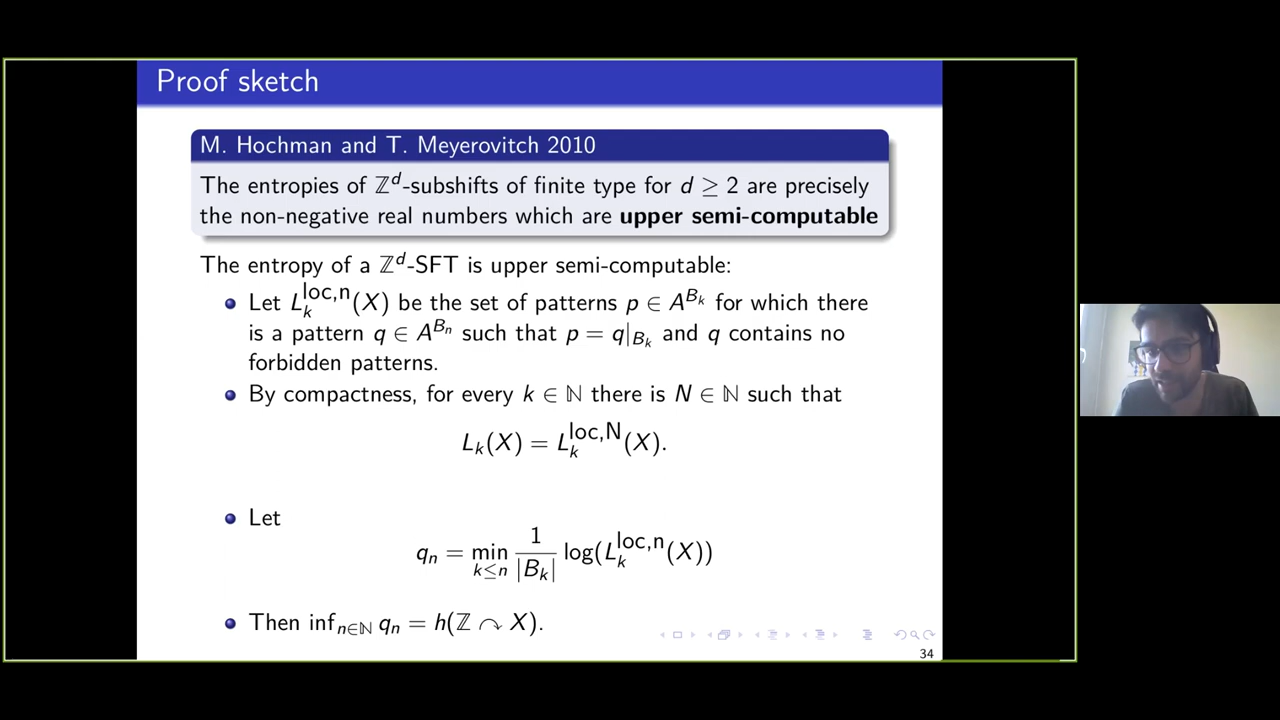 Proof sketch
M. Hochman and T. Meyerovitch 2010
The entropies of ℤ^d-subshifts of finite type for d ≥ 2 are precisely
the non-negative real numbers which are upper semi-computable
The entropy of a ℤ^d-SFT is upper semi-computable:
Let L_k^{loc,n}(X) be the set of patterns p ∈ A^{B_k} for which there
is a pattern q ∈ A^{B_n} such that p = q|_{B_k} and q contains no
forbidden patterns.
By compactness, for every k ∈ ℕ there is N ∈ ℕ such that
L_k(X) = L_k^{loc,N}(X).
Let
q_n = min_{k≤n} 1/|B_k| log(L_k^{loc,n}(X))
Then inf_{n∈ℕ} q_n = h(ℤ ↷ X).
34